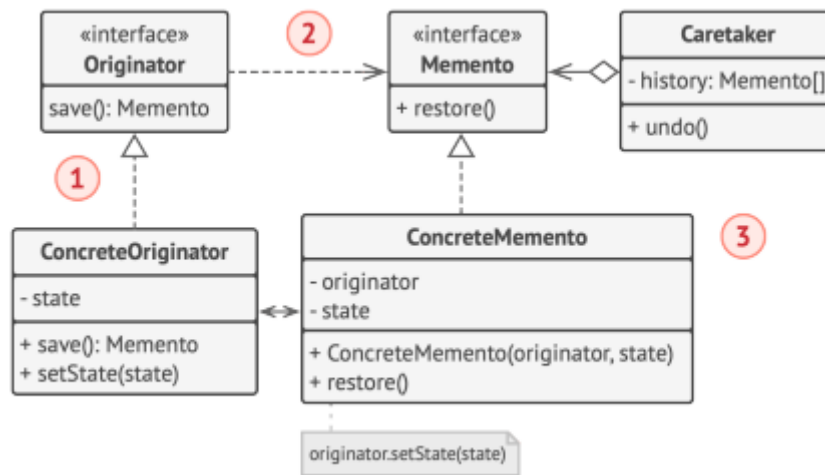 «interface»
Originator
save(): Memento
2
«interface»
Memento
+ restore()
Caretaker
- history: Memento[]
+ undo()
1
ConcreteOriginator
- state
+ save(): Memento
+ setState(state)
ConcreteMemento
- originator
- state
+ ConcreteMemento(originator, state)
+ restore()
3
originator.setState(state)